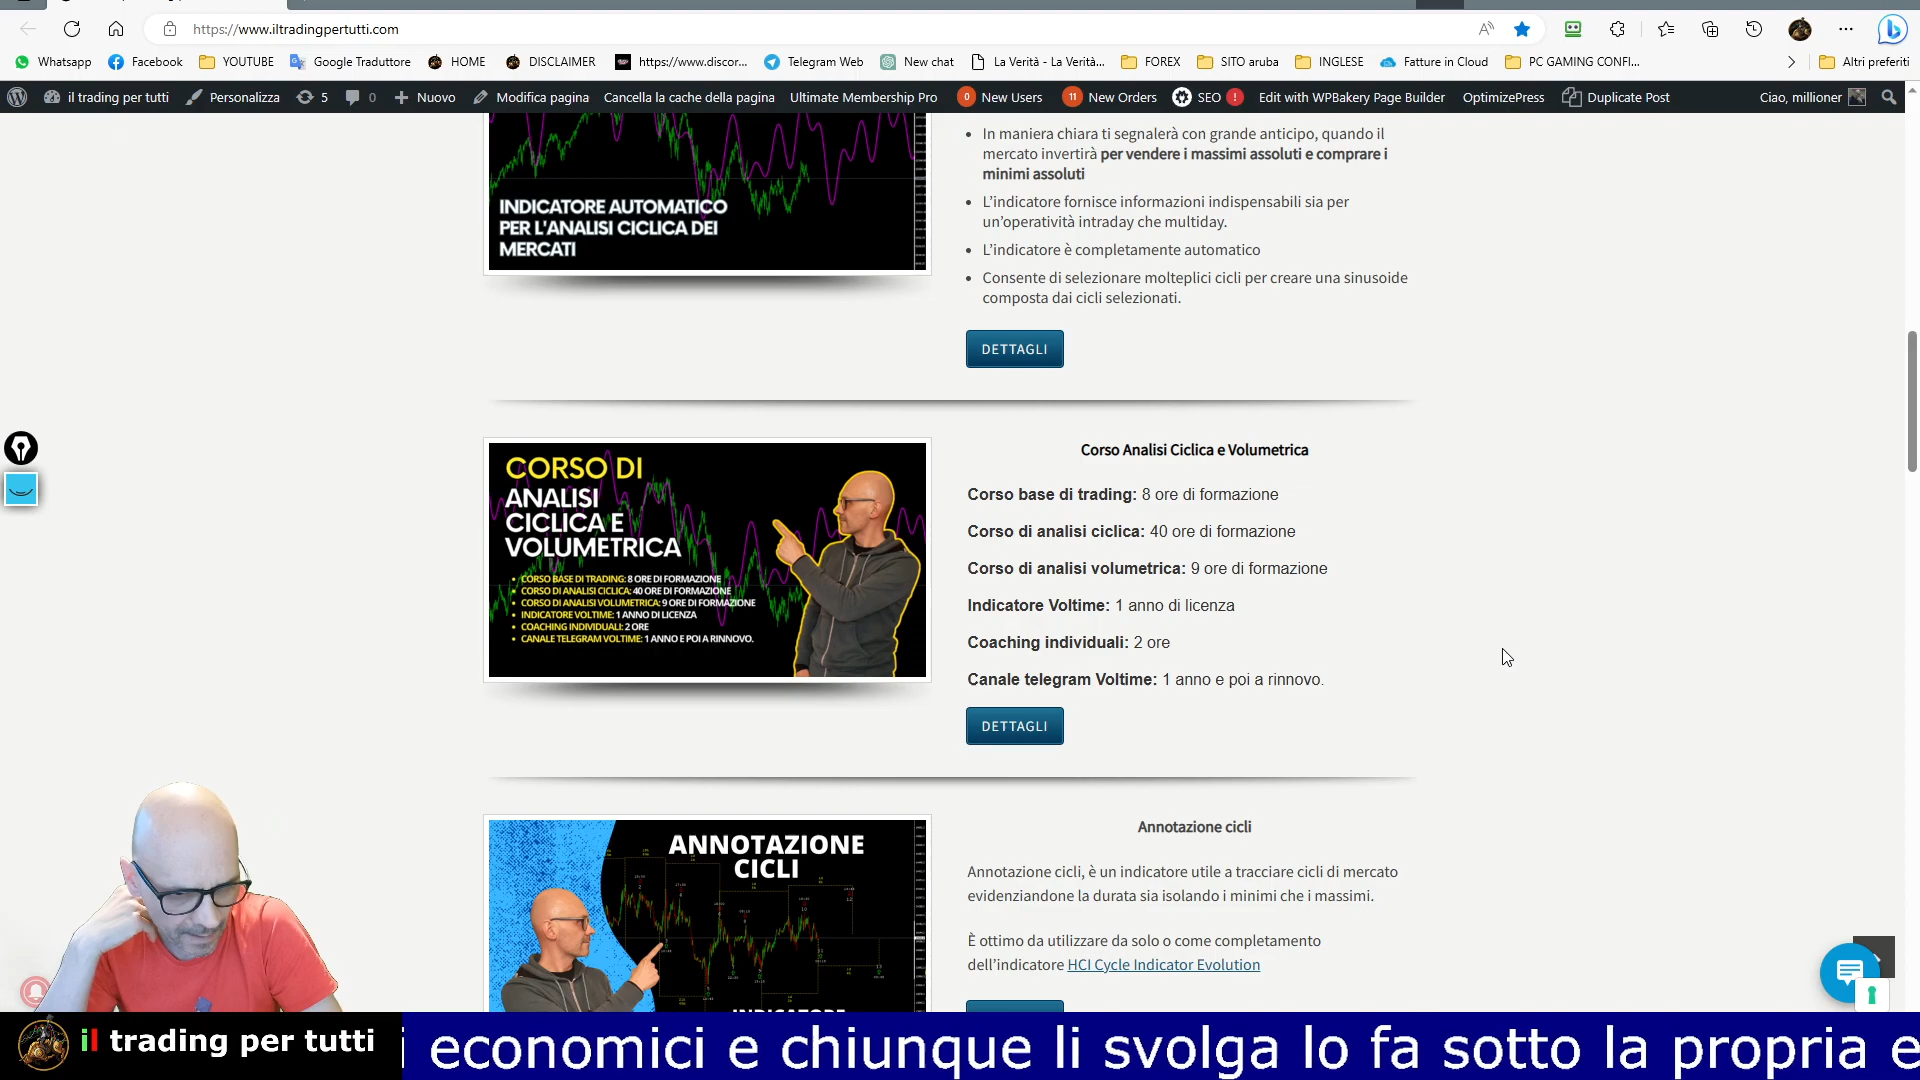 https://www.iltradingpertutti.com
Whatsapp Facebook YOUTUBE Google Traduttore HOME DISCLAIMER https://www.discor... Telegram Web New chat La Verità - La Verità... FOREX SITO aruba INGLESE Fatture in Cloud PC GAMING CONFI... Altri preferiti
il trading per tutti Personalizza 5 0 Nuovo Modifica pagina Cancella la cache della pagina Ultimate Membership Pro 0 New Users 11 New Orders SEO ! Edit with WPBakery Page Builder OptimizePress Duplicate Post Ciao, millioner
INDICATORE AUTOMATICO
PER L'ANALISI CICLICA DEI
MERCATI
In maniera chiara ti segnalerà con grande anticipo, quando il
mercato invertirà per vendere i massimi assoluti e comprare i
minimi assoluti
L'indicatore fornisce informazioni indispensabili sia per
un'operatività intraday che multiday.
L'indicatore è completamente automatico
Consente di selezionare molteplici cicli per creare una sinusoide
composta dai cicli selezionati.
DETTAGLI
CORSO DI
ANALISI
CICLICA E
VOLUMETRICA
CORSO BASE DI TRADING: 8 ORE DI FORMAZIONE
CORSO DI ANALISI CICLICA: 40 ORE DI FORMAZIONE
CORSO DI ANALISI VOLUMETRICA: 9 ORE DI FORMAZIONE
INDICATORE VOLTIME: 1 ANNO DI LICENZA
COACHING INDIVIDUALI: 2 ORE
CANALE TELEGRAM VOLTIME: 1 ANNO E POI A RINNOVO.
Corso Analisi Ciclica e Volumetrica
Corso base di trading: 8 ore di formazione
Corso di analisi ciclica: 40 ore di formazione
Corso di analisi volumetrica: 9 ore di formazione
Indicatore Voltime: 1 anno di licenza
Coaching individuali: 2 ore
Canale telegram Voltime: 1 anno e poi a rinnovo.
DETTAGLI
ANNOTAZIONE
CICLI
Annotazione cicli
Annotazione cicli, è un indicatore utile a tracciare cicli di mercato
evidenziandone la durata sia isolando i minimi che i massimi.
È ottimo da utilizzare da solo o come completamento
dell'indicatore HCI Cycle Indicator Evolution
il trading per tutti
i economici e chiunque li svolga lo fa sotto la propria e